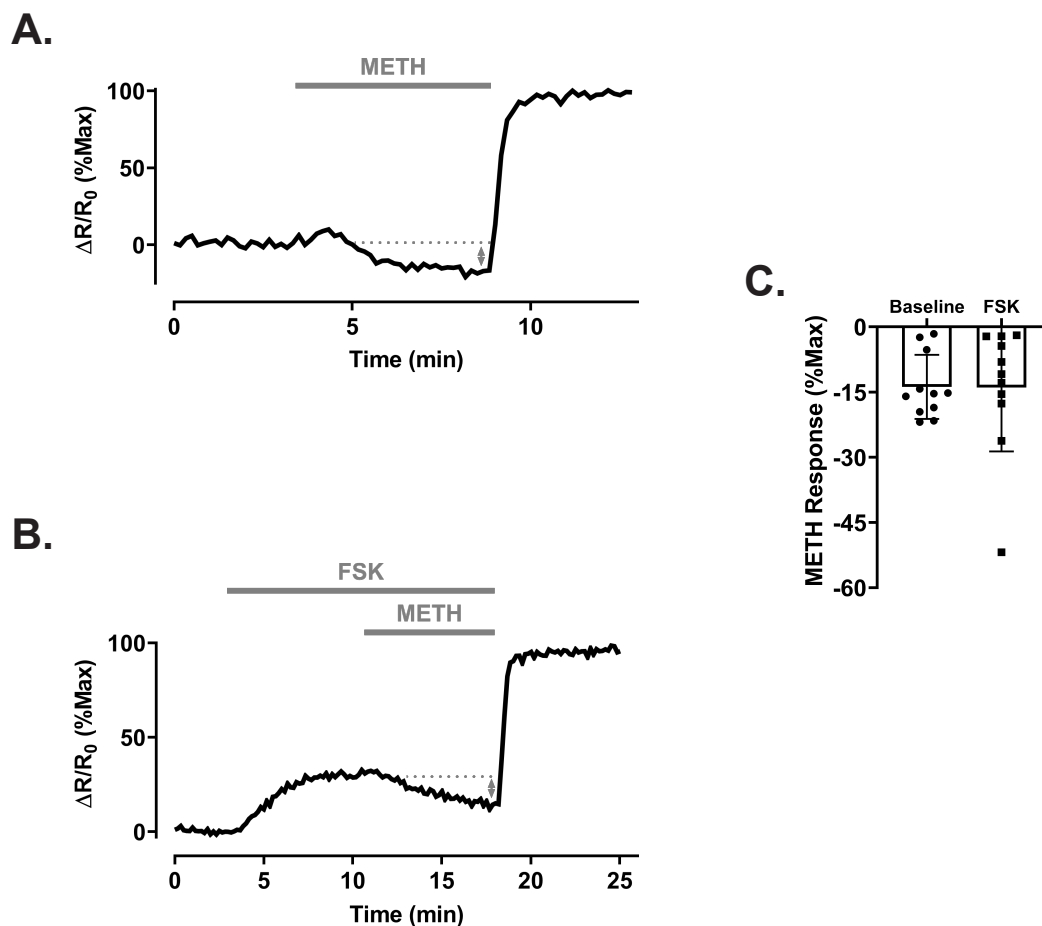 A.
METH
100
50
0
ΔR/R₀ (%Max)
0 5 10
Time (min)
B.
FSK
METH
100
50
0
ΔR/R₀ (%Max)
0 5 10 15 20 25
Time (min)
C.
Baseline FSK
0
-15
-30
-45
-60
METH Response (%Max)